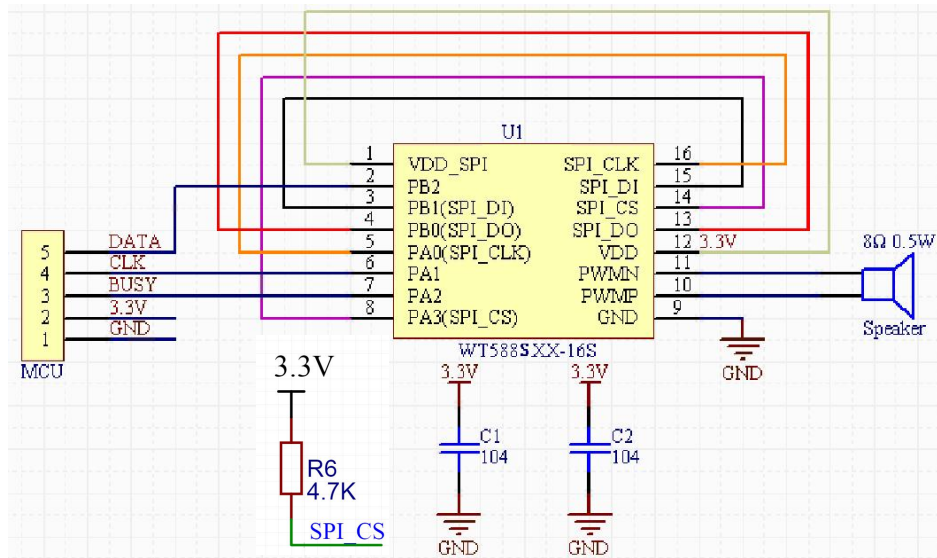 U1
1 VDD_SPI SPI_CLK 16
2 PB2 SPI_DI 15
3 PB1(SPI_DI) SPI_CS 14
4 PB0(SPI_DO) SPI_DO 13
5 PA0(SPI_CLK) VDD 12 3.3V
6 PA1 PWMN 11
7 PA2 PWMP 10
8 PA3(SPI_CS) GND 9
WT588SXX-16S
5 DATA
4 CLK
3 BUSY
2 3.3V
1 GND
MCU
8Ω 0.5W
Speaker
GND
3.3V
R6
4.7K
SPI_CS
3.3V
C1
104
GND
3.3V
C2
104
GND